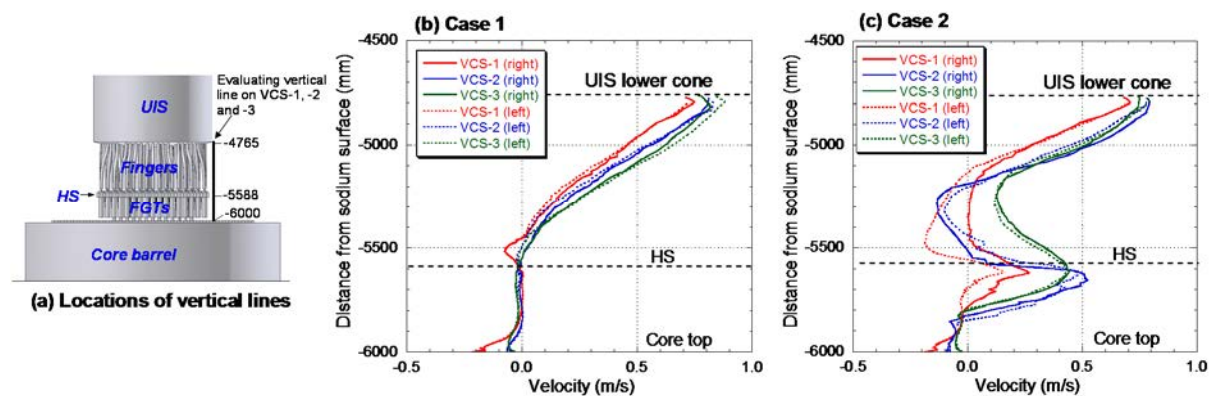 UIS
Evaluating vertical
line on VCS-1, -2
and -3
-4765
Fingers
HS
-5588
FGTs
-6000
Core barrel
(a) Locations of vertical lines
(b) Case 1
-4500
VCS-1 (right)
VCS-2 (right)
VCS-3 (right)
VCS-1 (left)
VCS-2 (left)
VCS-3 (left)
UIS lower cone
Distance from sodium surface (mm)
-5000
-5500
HS
Core top
-6000
-0.5
0.0
0.5
1.0
Velocity (m/s)
(c) Case 2
-4500
VCS-1 (right)
VCS-2 (right)
VCS-3 (right)
VCS-1 (left)
VCS-2 (left)
VCS-3 (left)
UIS lower cone
Distance from sodium surface (mm)
-5000
-5500
HS
Core top
-6000
-0.5
0.0
0.5
1.0
Velocity (m/s)